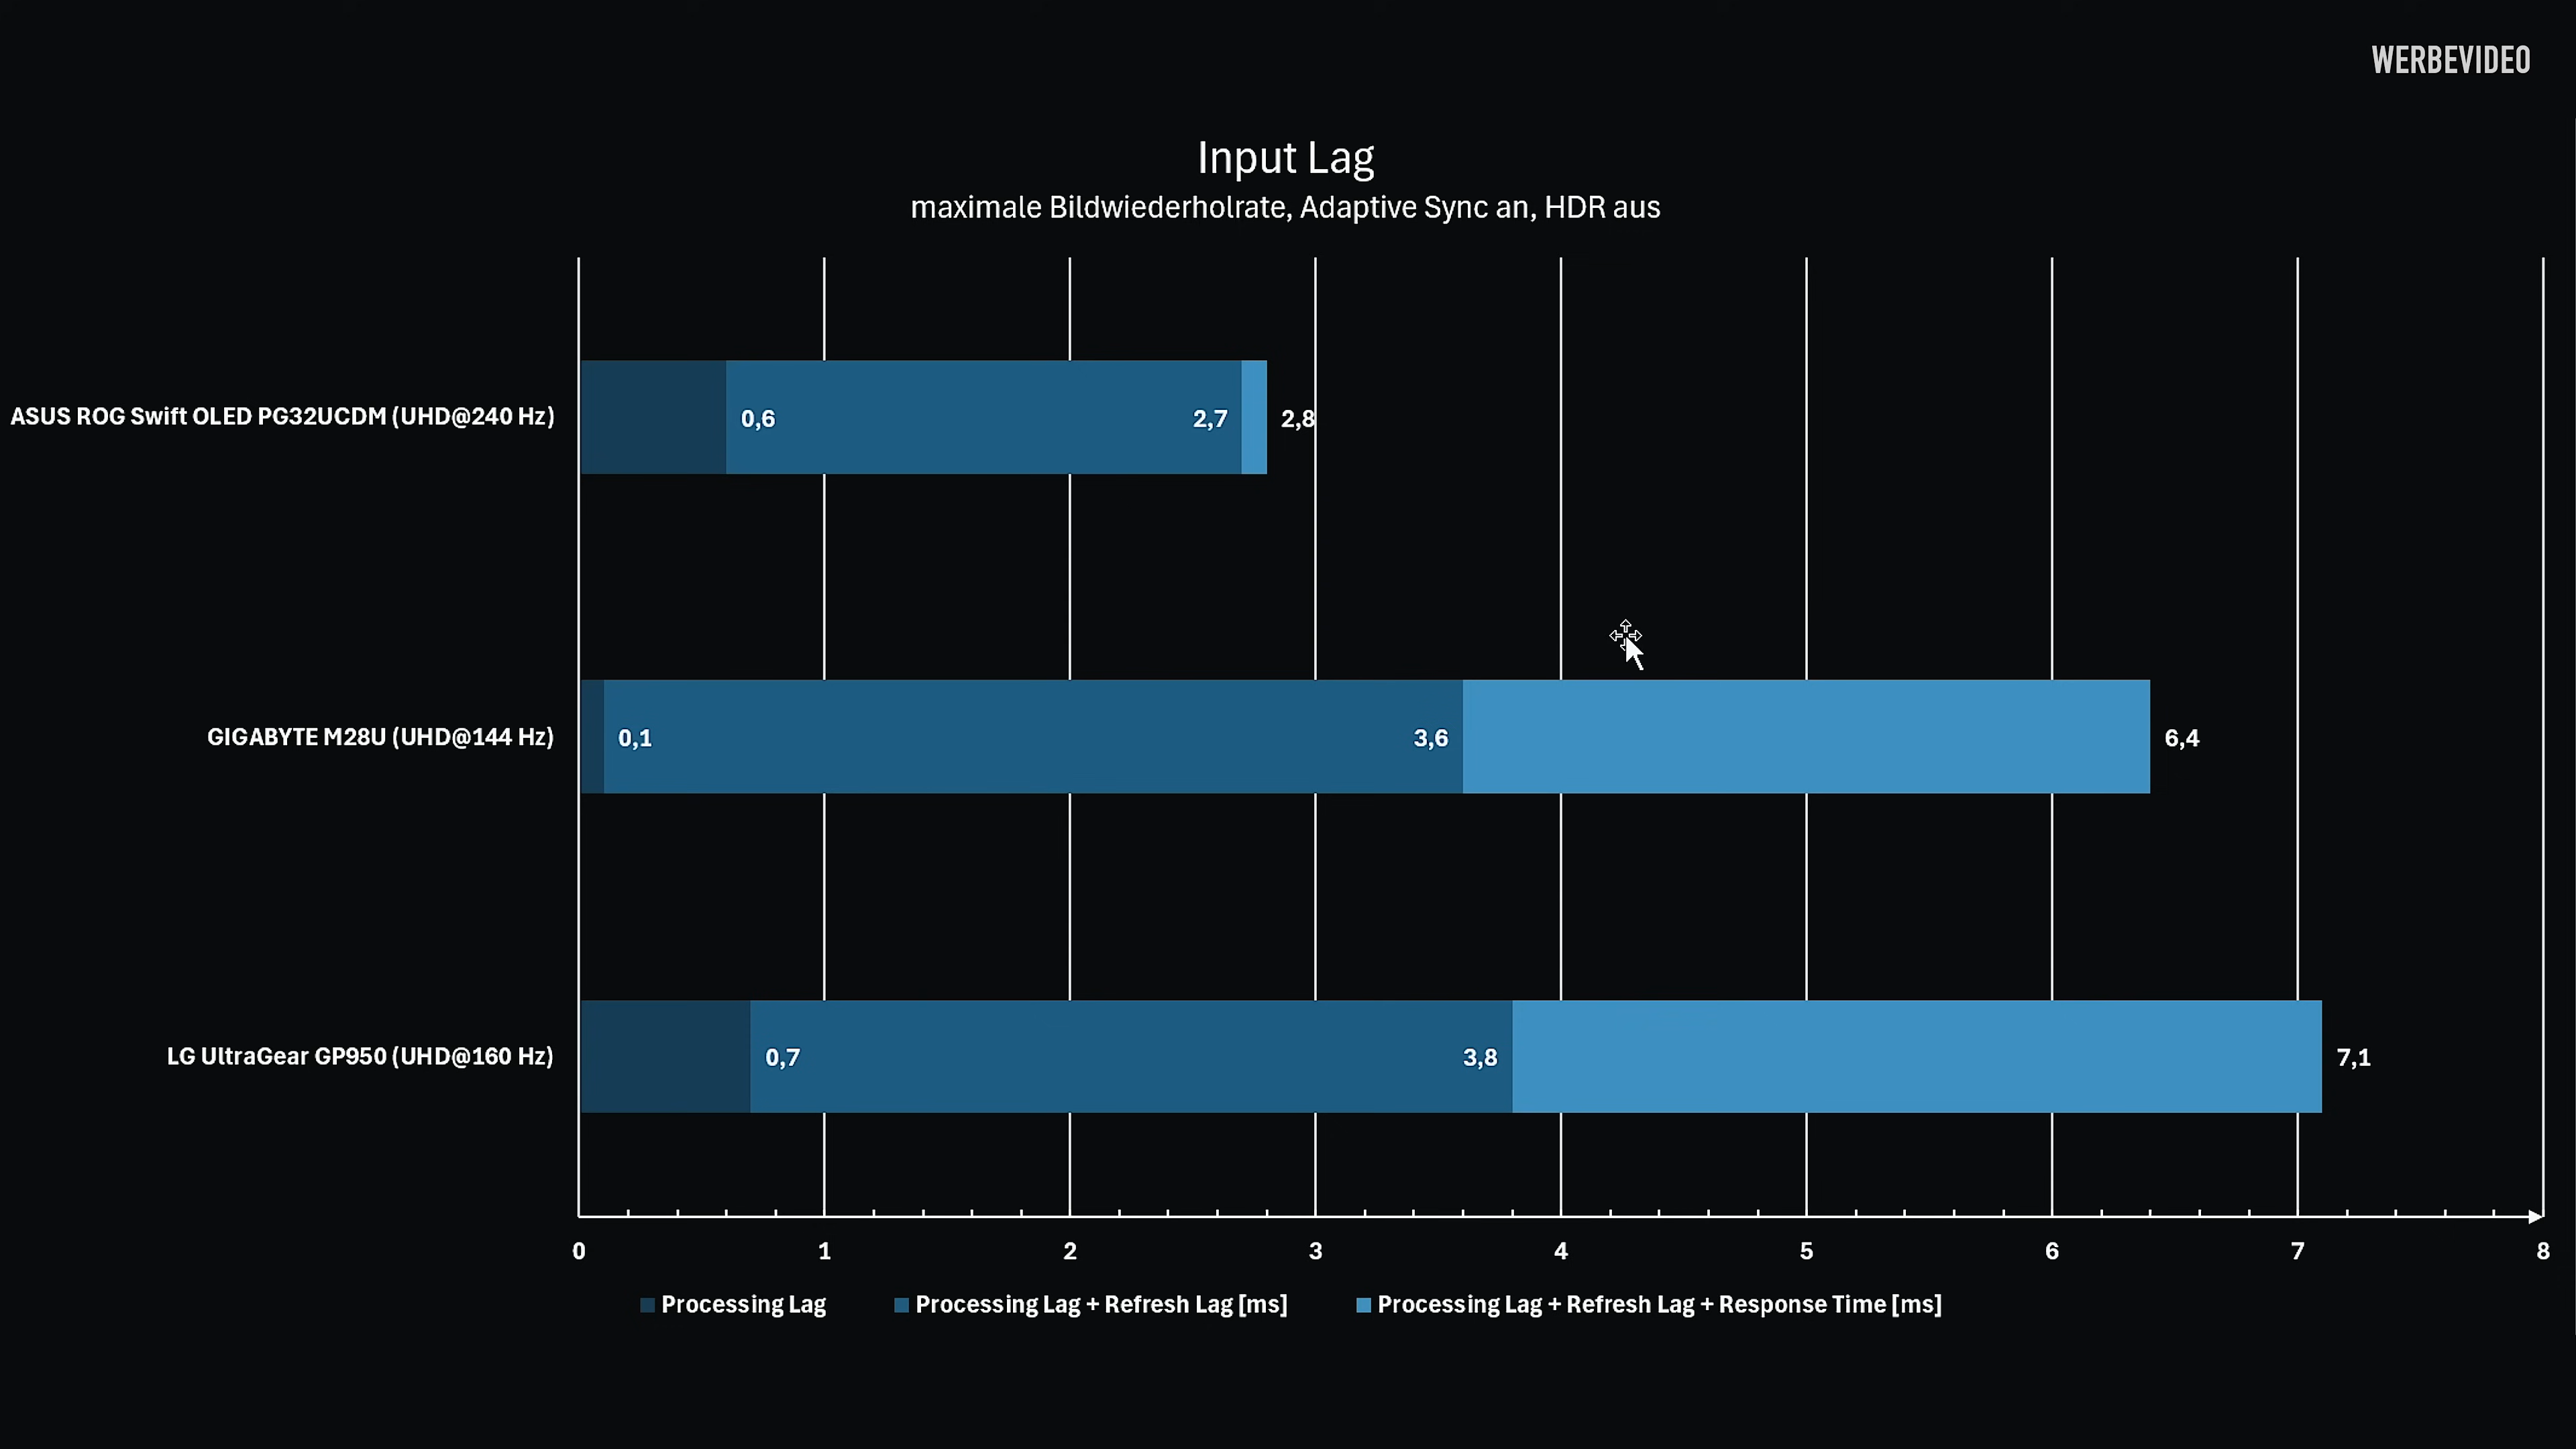 WERBEVIDEO
Input Lag
maximale Bildwiederholrate, Adaptive Sync an, HDR aus
ASUS ROG Swift OLED PG32UCDM (UHD@240 Hz) 0,6 2,7 2,8
GIGABYTE M28U (UHD@144 Hz) 0,1 3,6 6,4
LG UltraGear GP950 (UHD@160 Hz) 0,7 3,8 7,1
0 1 2 3 4 5 6 7 8
Processing Lag Processing Lag + Refresh Lag [ms] Processing Lag + Refresh Lag + Response Time [ms]